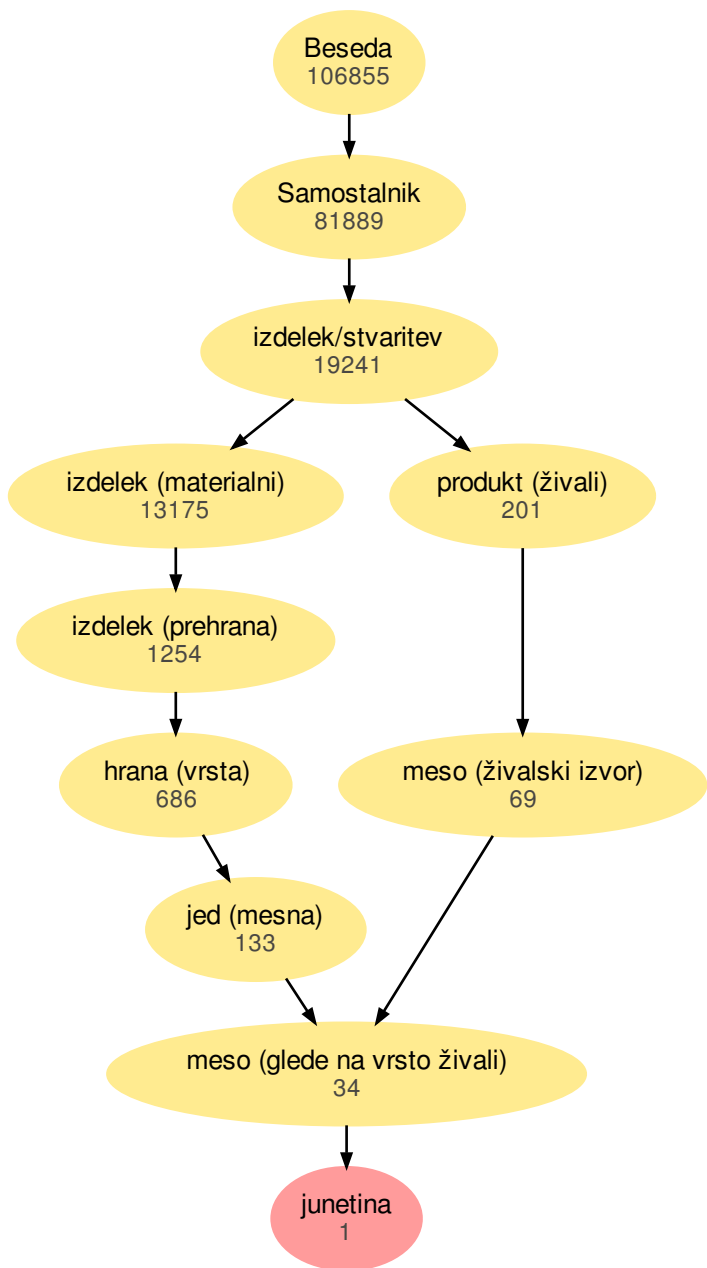 Beseda
106855
Samostalnik
81889
izdelek/stvaritev
19241
izdelek (materialni)
13175
produkt (živali)
201
izdelek (prehrana)
1254
hrana (vrsta)
686
meso (živalski izvor)
69
jed (mesna)
133
meso (glede na vrsto živali)
34
junetina
1